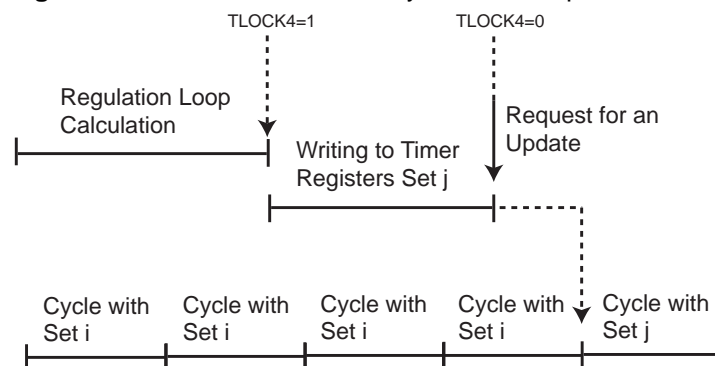 TLOCK4=1
TLOCK4=0
Regulation Loop
Calculation
Request for an
Update
Writing to Timer
Registers Set j
Cycle with
Set i
Cycle with
Set i
Cycle with
Set i
Cycle with
Set i
Cycle with
Set j